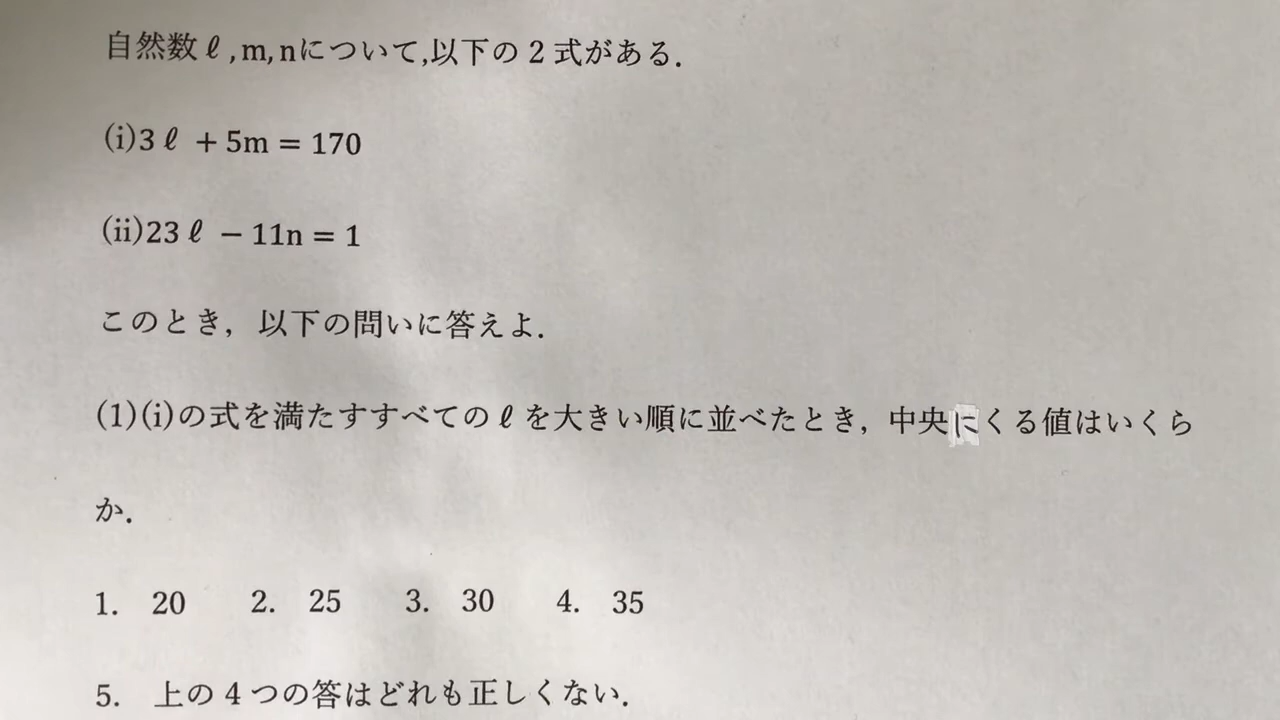 自然数ℓ,m,nについて,以下の2式がある.
(i)3ℓ + 5m = 170
(ii)23ℓ − 11n = 1
このとき，以下の問いに答えよ.
(1)(i)の式を満たすすべてのℓを大きい順に並べたとき，中央にくる値はいくら
か.
1. 20 2. 25 3. 30 4. 35
5. 上の4つの答はどれも正しくない.